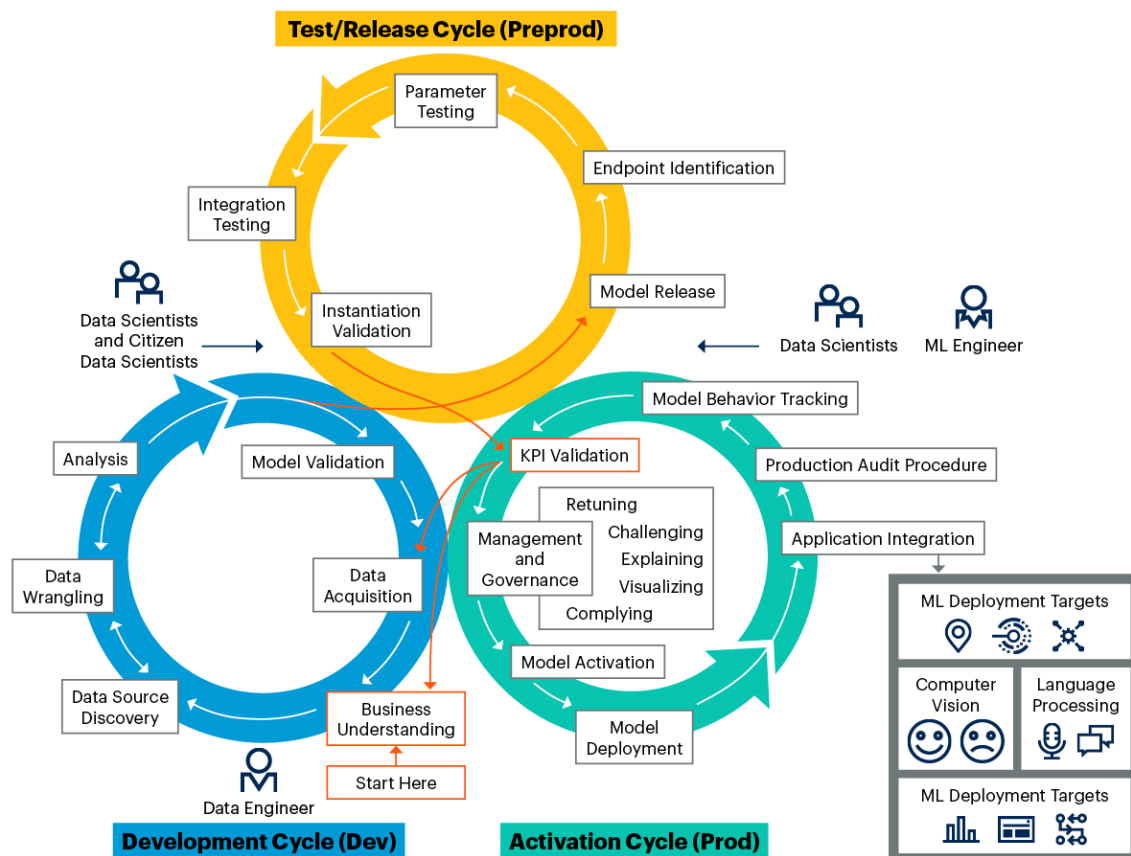 Test/Release Cycle (Preprod)
Parameter
Testing
Endpoint Identification
Integration
Testing
Model Release
Instantiation
Validation
Data Scientists
and Citizen
Data Scientists
Data Scientists
ML Engineer
Model Behavior Tracking
Analysis
Model Validation
KPI Validation
Production Audit Procedure
Retuning
Challenging
Explaining
Visualizing
Complying
Management
and
Governance
Application Integration
Data
Wrangling
Data
Acquisition
ML Deployment Targets
Model Activation
Data Source
Discovery
Business
Understanding
Computer
Vision
Language
Processing
Model
Deployment
Start Here
Data Engineer
ML Deployment Targets
Development Cycle (Dev)
Activation Cycle (Prod)